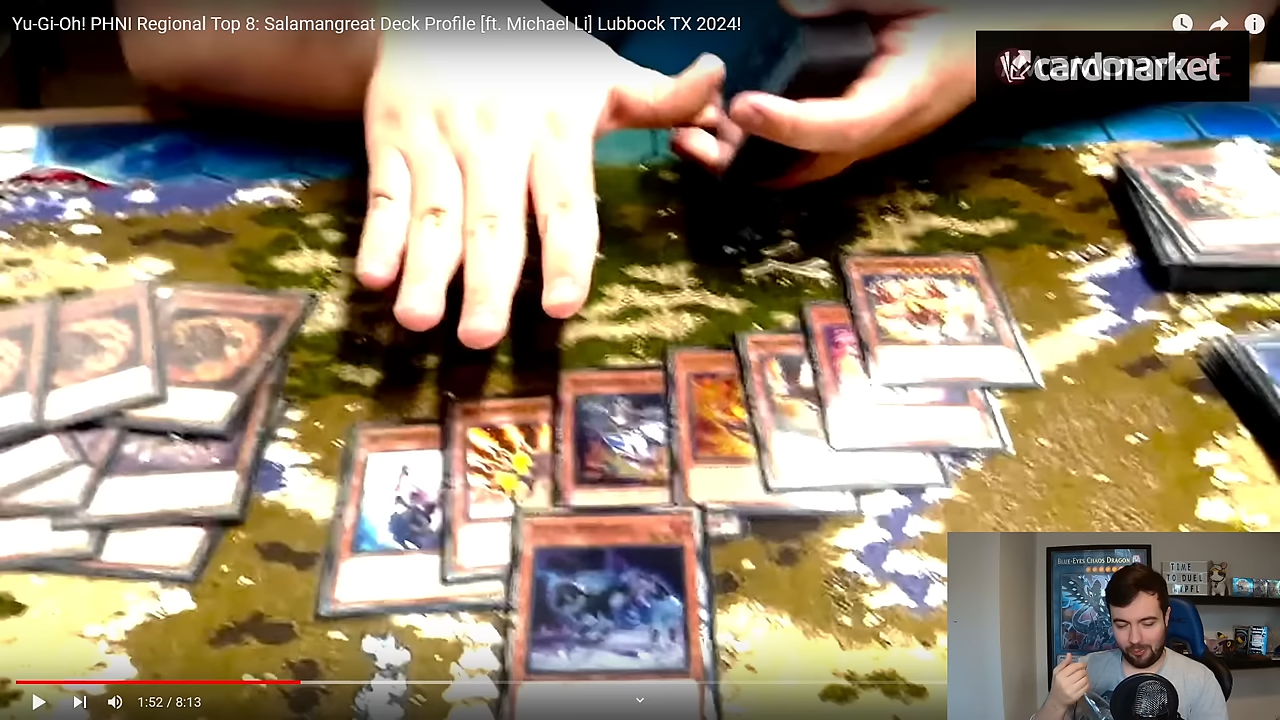 Yu-Gi-Oh! PHNI Regional Top 8: Salamangreat Deck Profile [ft. Michael Li] Lubbock TX 2024!
cardmarket
BLUE-EYES CHAOS DRAGON
TIME
TO DUEL
1:52 / 8:13